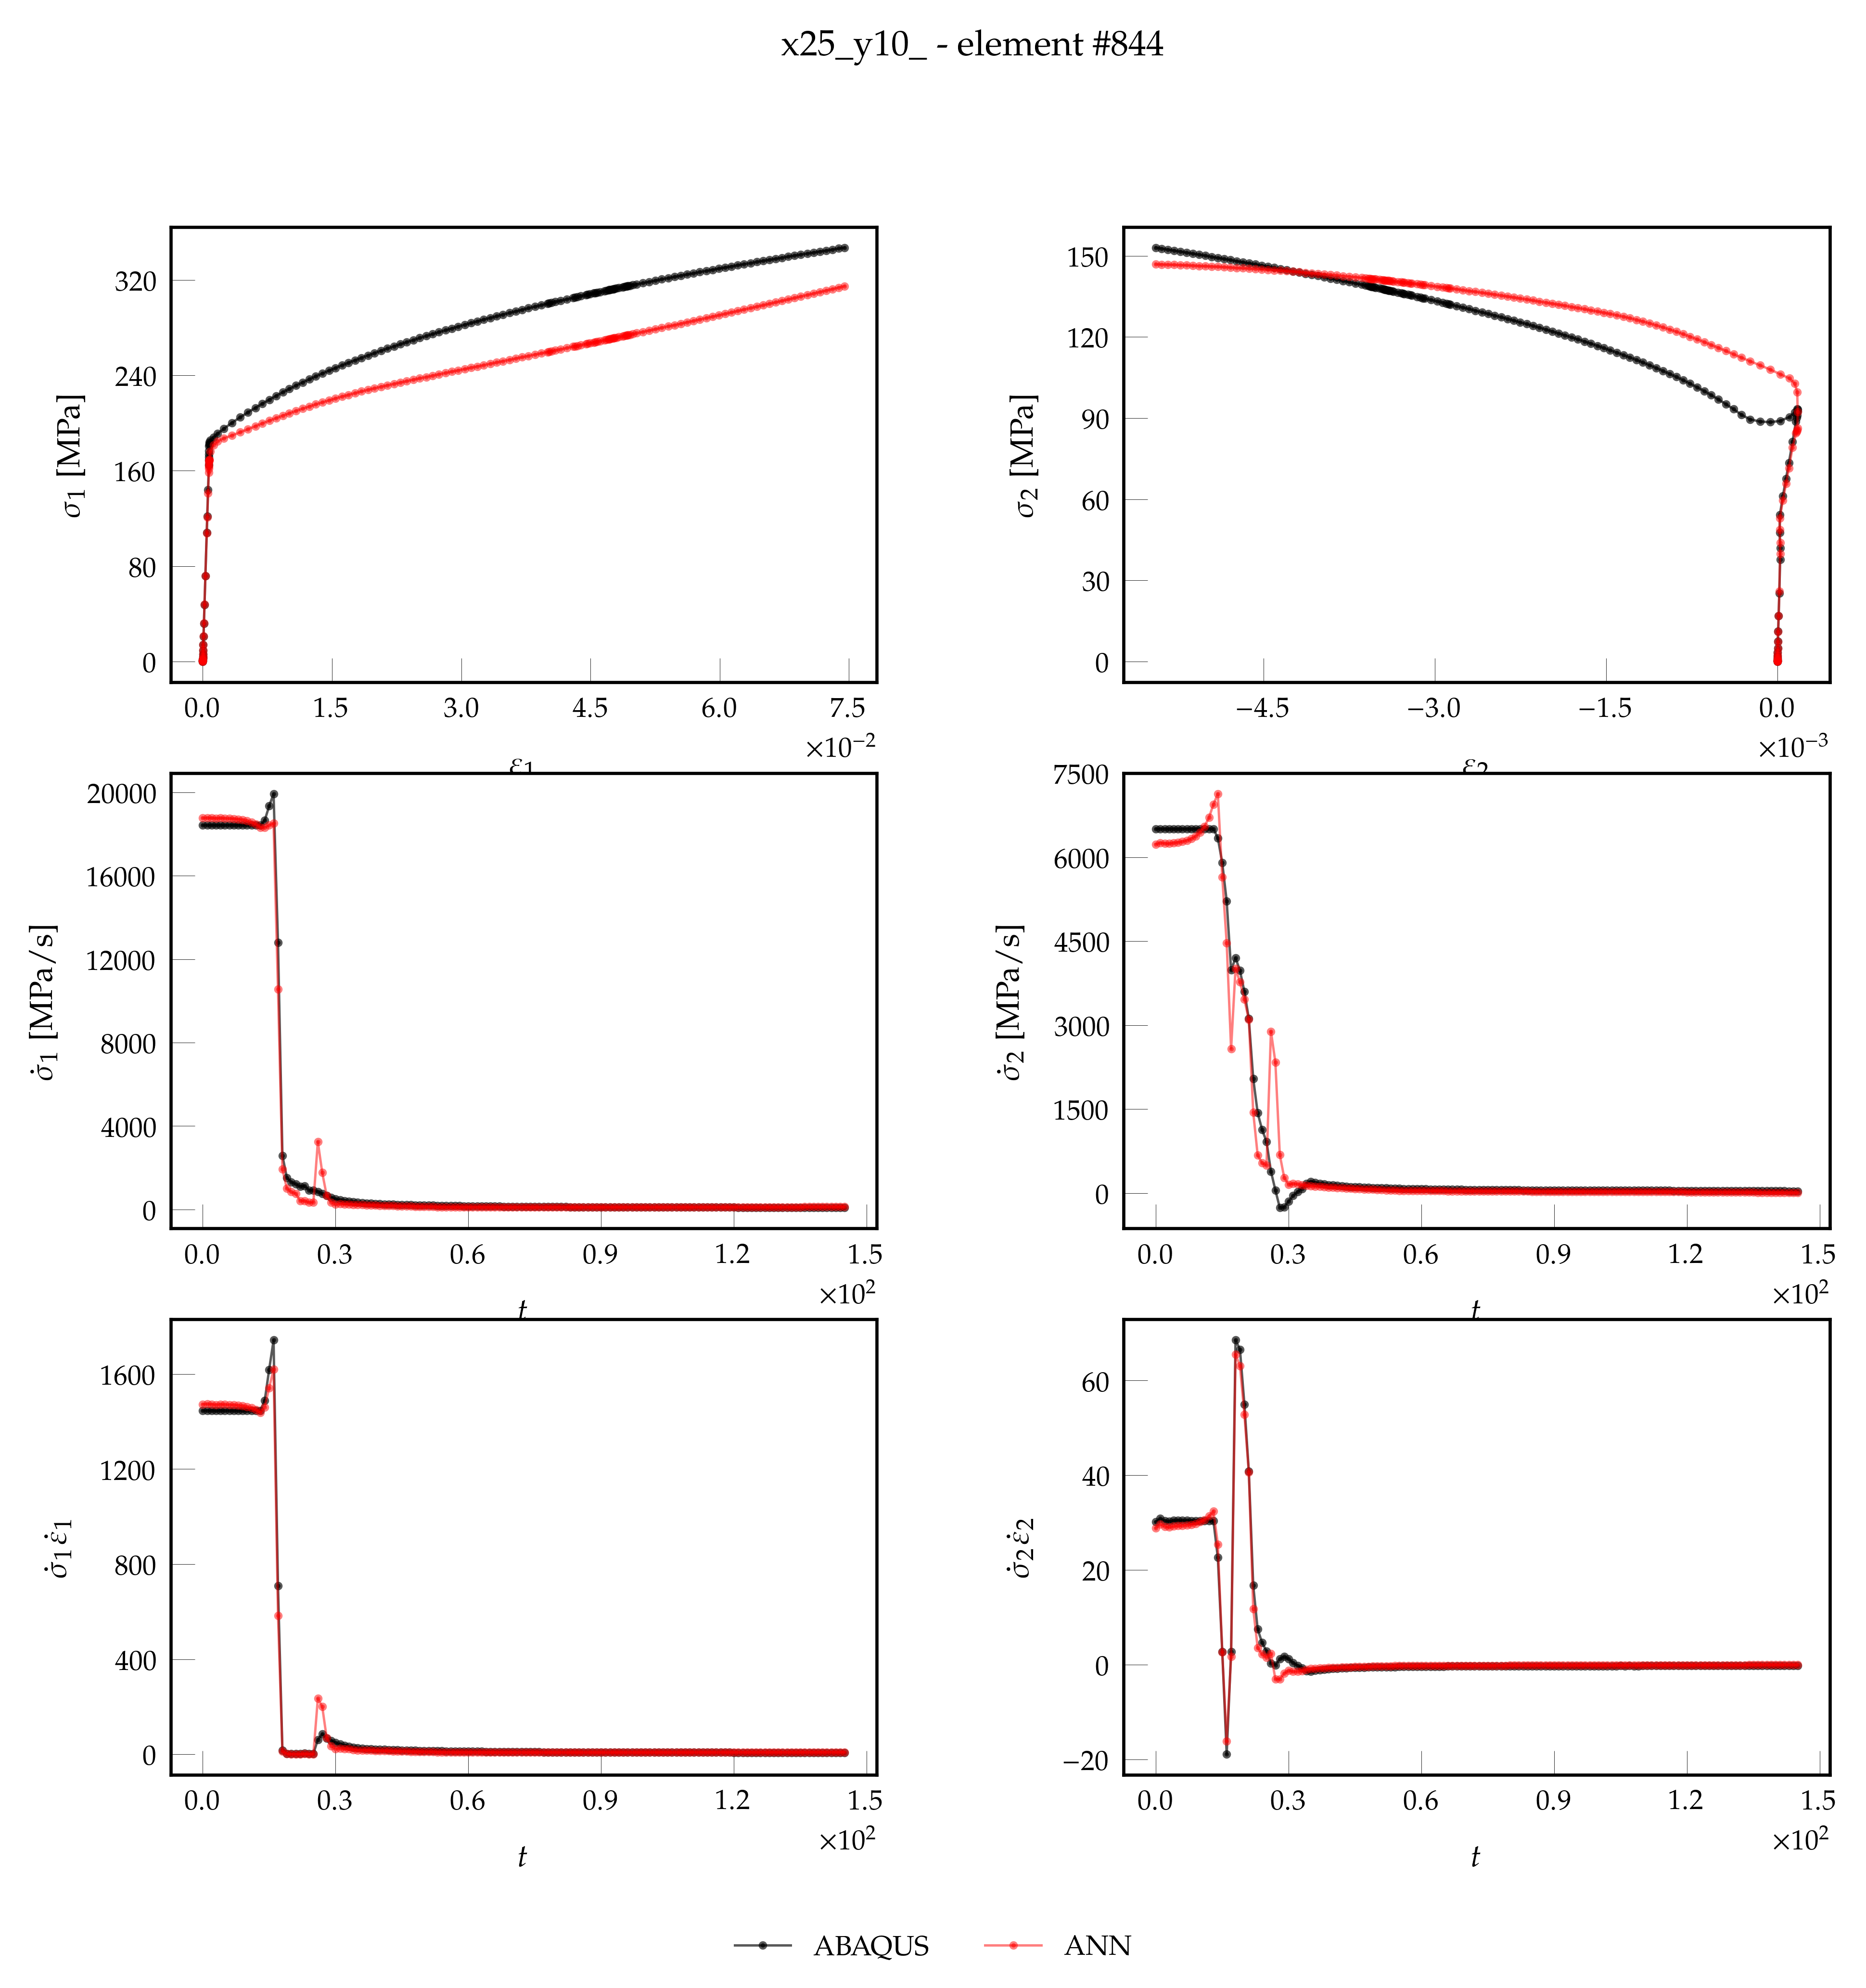 x25_y10_ - element #844
σ₁ [MPa]
320
240
160
80
0
0.0 1.5 3.0 4.5 6.0 7.5
×10⁻²
ε₁
σ₂ [MPa]
150
120
90
60
30
0
−4.5 −3.0 −1.5 0.0
×10⁻³
ε₂
σ̇₁ [MPa/s]
20000
16000
12000
8000
4000
0
0.0 0.3 0.6 0.9 1.2 1.5
×10²
t
σ̇₂ [MPa/s]
7500
6000
4500
3000
1500
0
0.0 0.3 0.6 0.9 1.2 1.5
×10²
t
σ̇₁ε̇₁
1600
1200
800
400
0
0.0 0.3 0.6 0.9 1.2 1.5
×10²
t
σ̇₂ε̇₂
60
40
20
0
−20
0.0 0.3 0.6 0.9 1.2 1.5
×10²
t
ABAQUS ANN